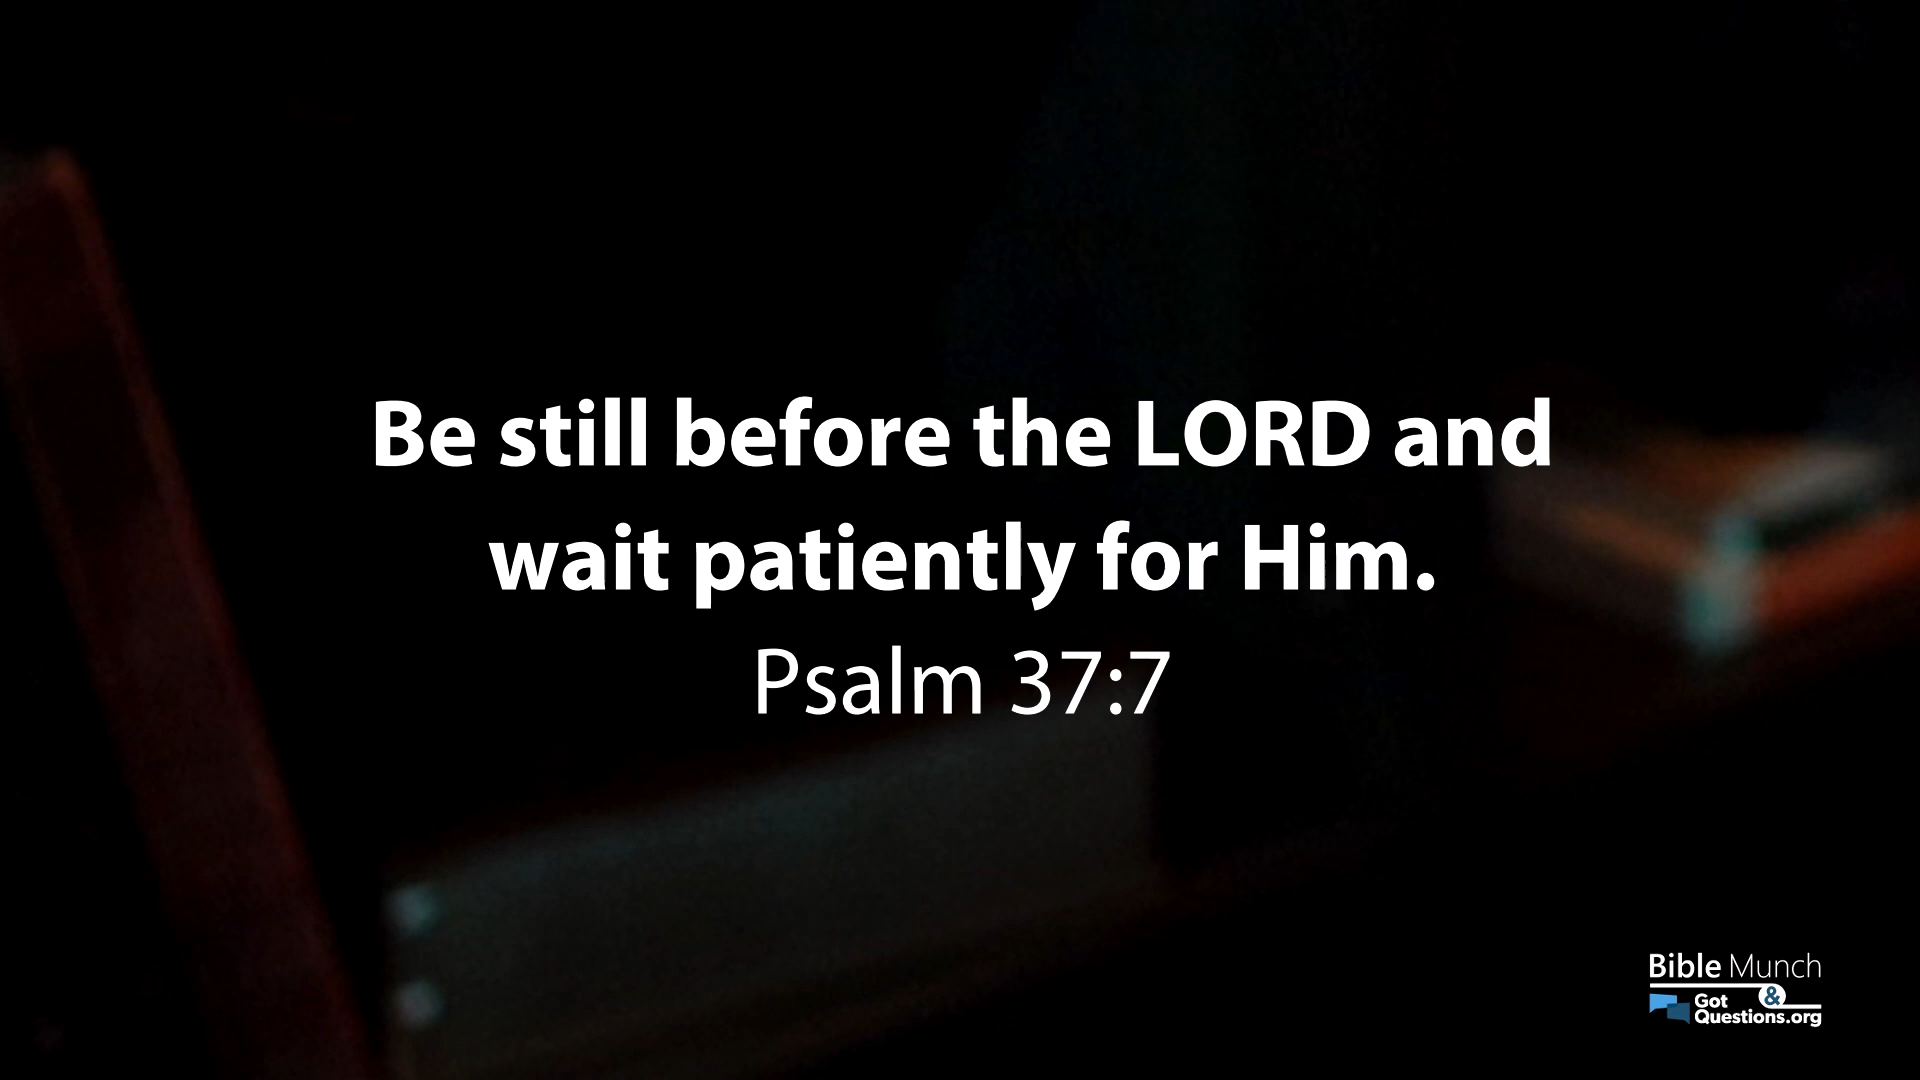 Be still before the LORD and
wait patiently for Him.
Psalm 37:7
Bible Munch
&
Got
Questions.org